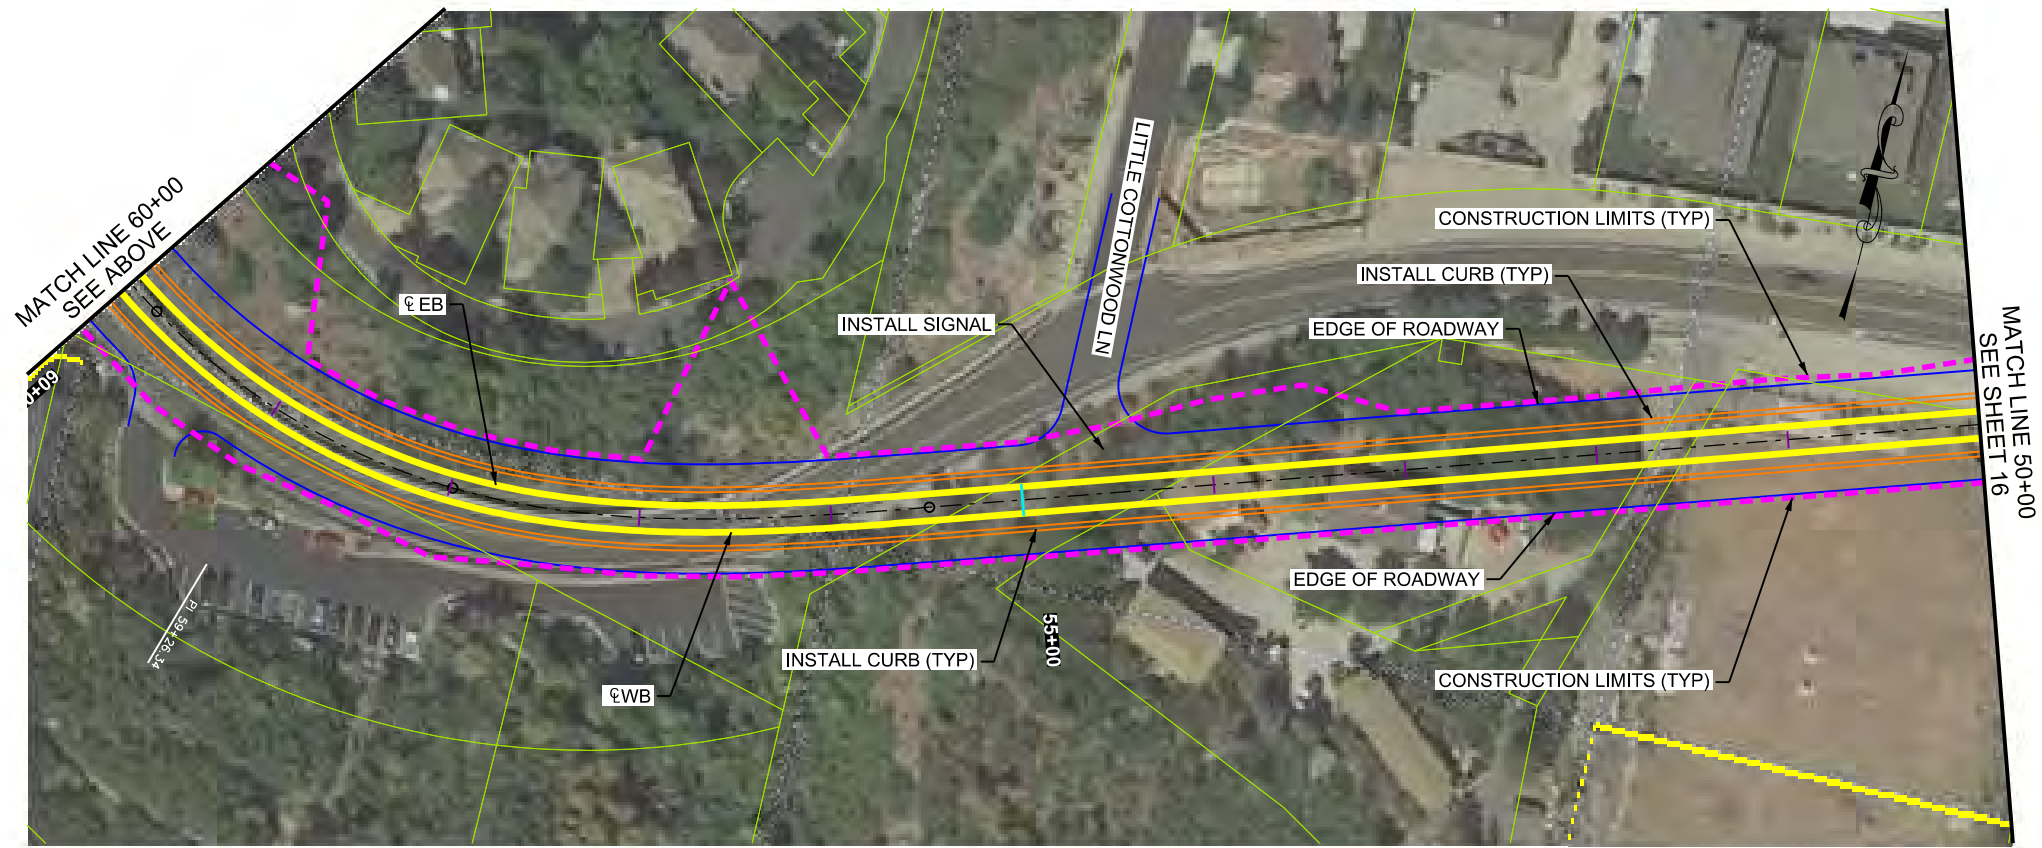 MATCH LINE 60+00
SEE ABOVE
℄ EB
INSTALL SIGNAL
LITTLE COTTONWOOD LN
CONSTRUCTION LIMITS (TYP)
INSTALL CURB (TYP)
EDGE OF ROADWAY
MATCH LINE 50+00
SEE SHEET 16
0+09
PI 59+26.34
℄ WB
INSTALL CURB (TYP)
55+00
EDGE OF ROADWAY
CONSTRUCTION LIMITS (TYP)